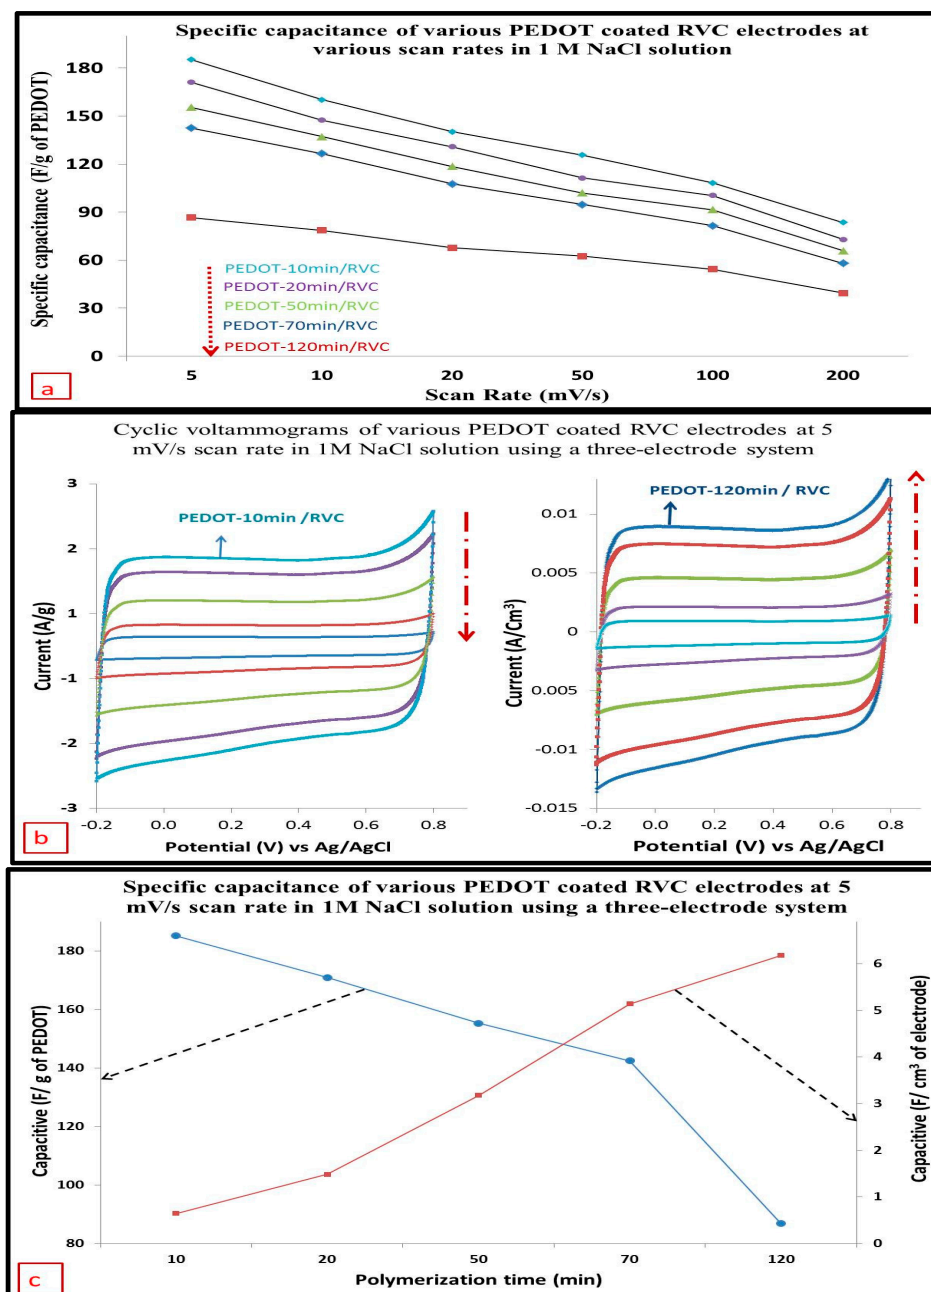 Specific capacitance of various PEDOT coated RVC electrodes at
various scan rates in 1 M NaCl solution
Specific capacitance (F/g of PEDOT)
180
150
120
90
60
30
0
PEDOT-10min/RVC
PEDOT-20min/RVC
PEDOT-50min/RVC
PEDOT-70min/RVC
PEDOT-120min/RVC
5 10 20 50 100 200
Scan Rate (mV/s)
a
Cyclic voltammograms of various PEDOT coated RVC electrodes at 5
mV/s scan rate in 1M NaCl solution using a three-electrode system
Current (A/g)
3
2
1
-1
-2
-3
PEDOT-10min /RVC
-0.2 0.0 0.2 0.4 0.6 0.8
Potential (V) vs Ag/AgCl
Current (A/Cm³)
0.01
0.005
0
0.005
-0.01
-0.015
PEDOT-120min / RVC
-0.2 0.0 0.2 0.4 0.6 0.8
Potential (V) vs Ag/AgCl
b
Specific capacitance of various PEDOT coated RVC electrodes at 5
mV/s scan rate in 1M NaCl solution using a three-electrode system
Capacitive (F/ g of PEDOT)
180
160
140
120
100
80
6
5
4
3
2
1
0
Capacitive (F/ cm³ of electrode)
10 20 50 70 120
Polymerization time (min)
c